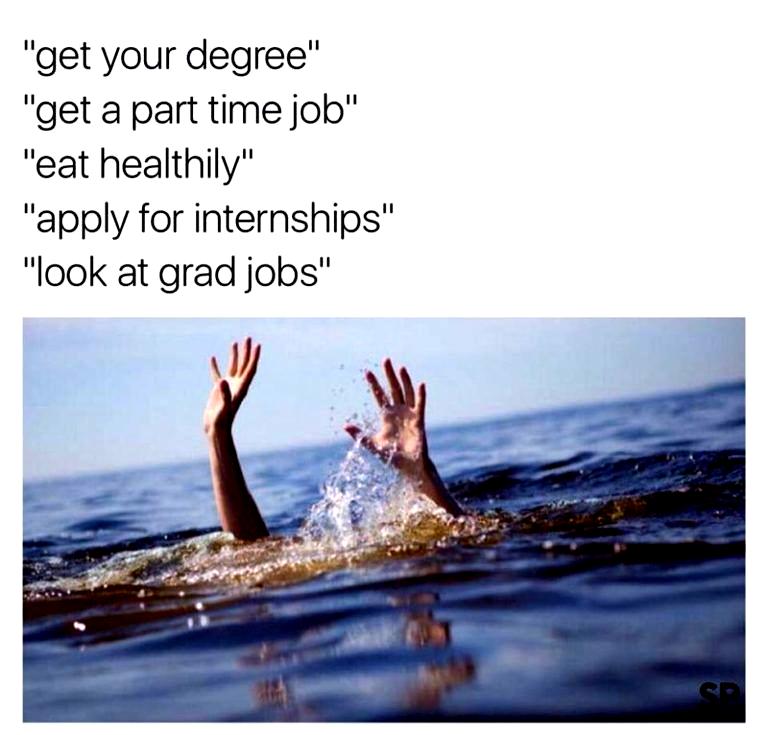 "get your degree"
"get a part time job"
"eat healthily"
"apply for internships"
"look at grad jobs"